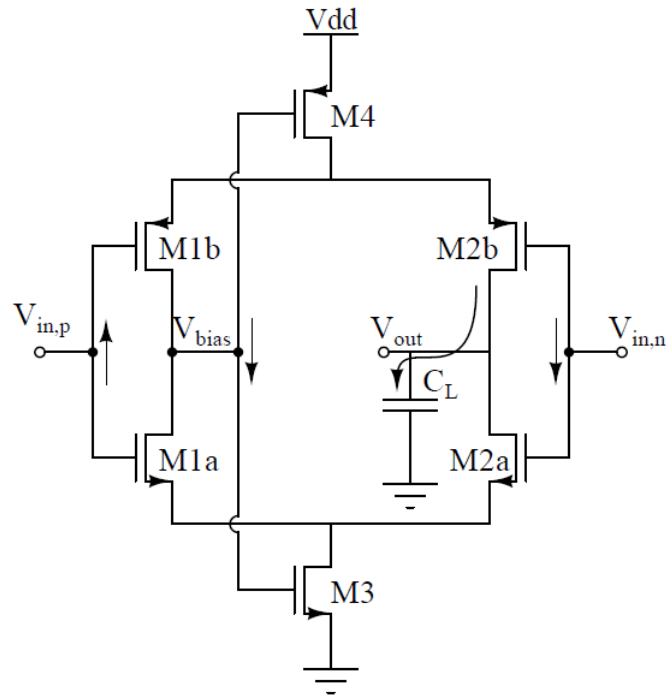 Vdd
M4
M1b
M2b
Vin,p
Vbias
Vout
Vin,n
CL
M1a
M2a
M3